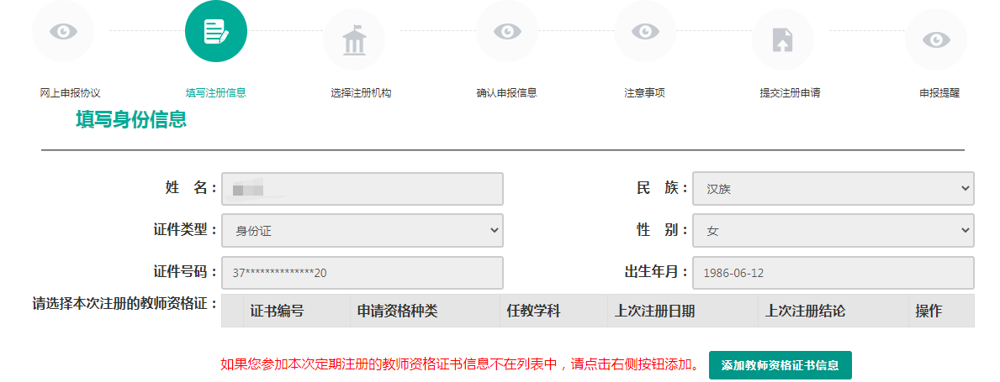 网上申报协议 填写注册信息 选择注册机构 确认申报信息 注意事项 提交注册申请 申报提醒
填写身份信息
姓 名： 民 族： 汉族
证件类型： 身份证 性 别： 女
证件号码： 37**************20 出生年月： 1986-06-12
请选择本次注册的教师资格证： 证书编号 申请资格种类 任教学科 上次注册日期 上次注册结论 操作
如果您参加本次定期注册的教师资格证书信息不在列表中，请点击右侧按钮添加。 添加教师资格证书信息